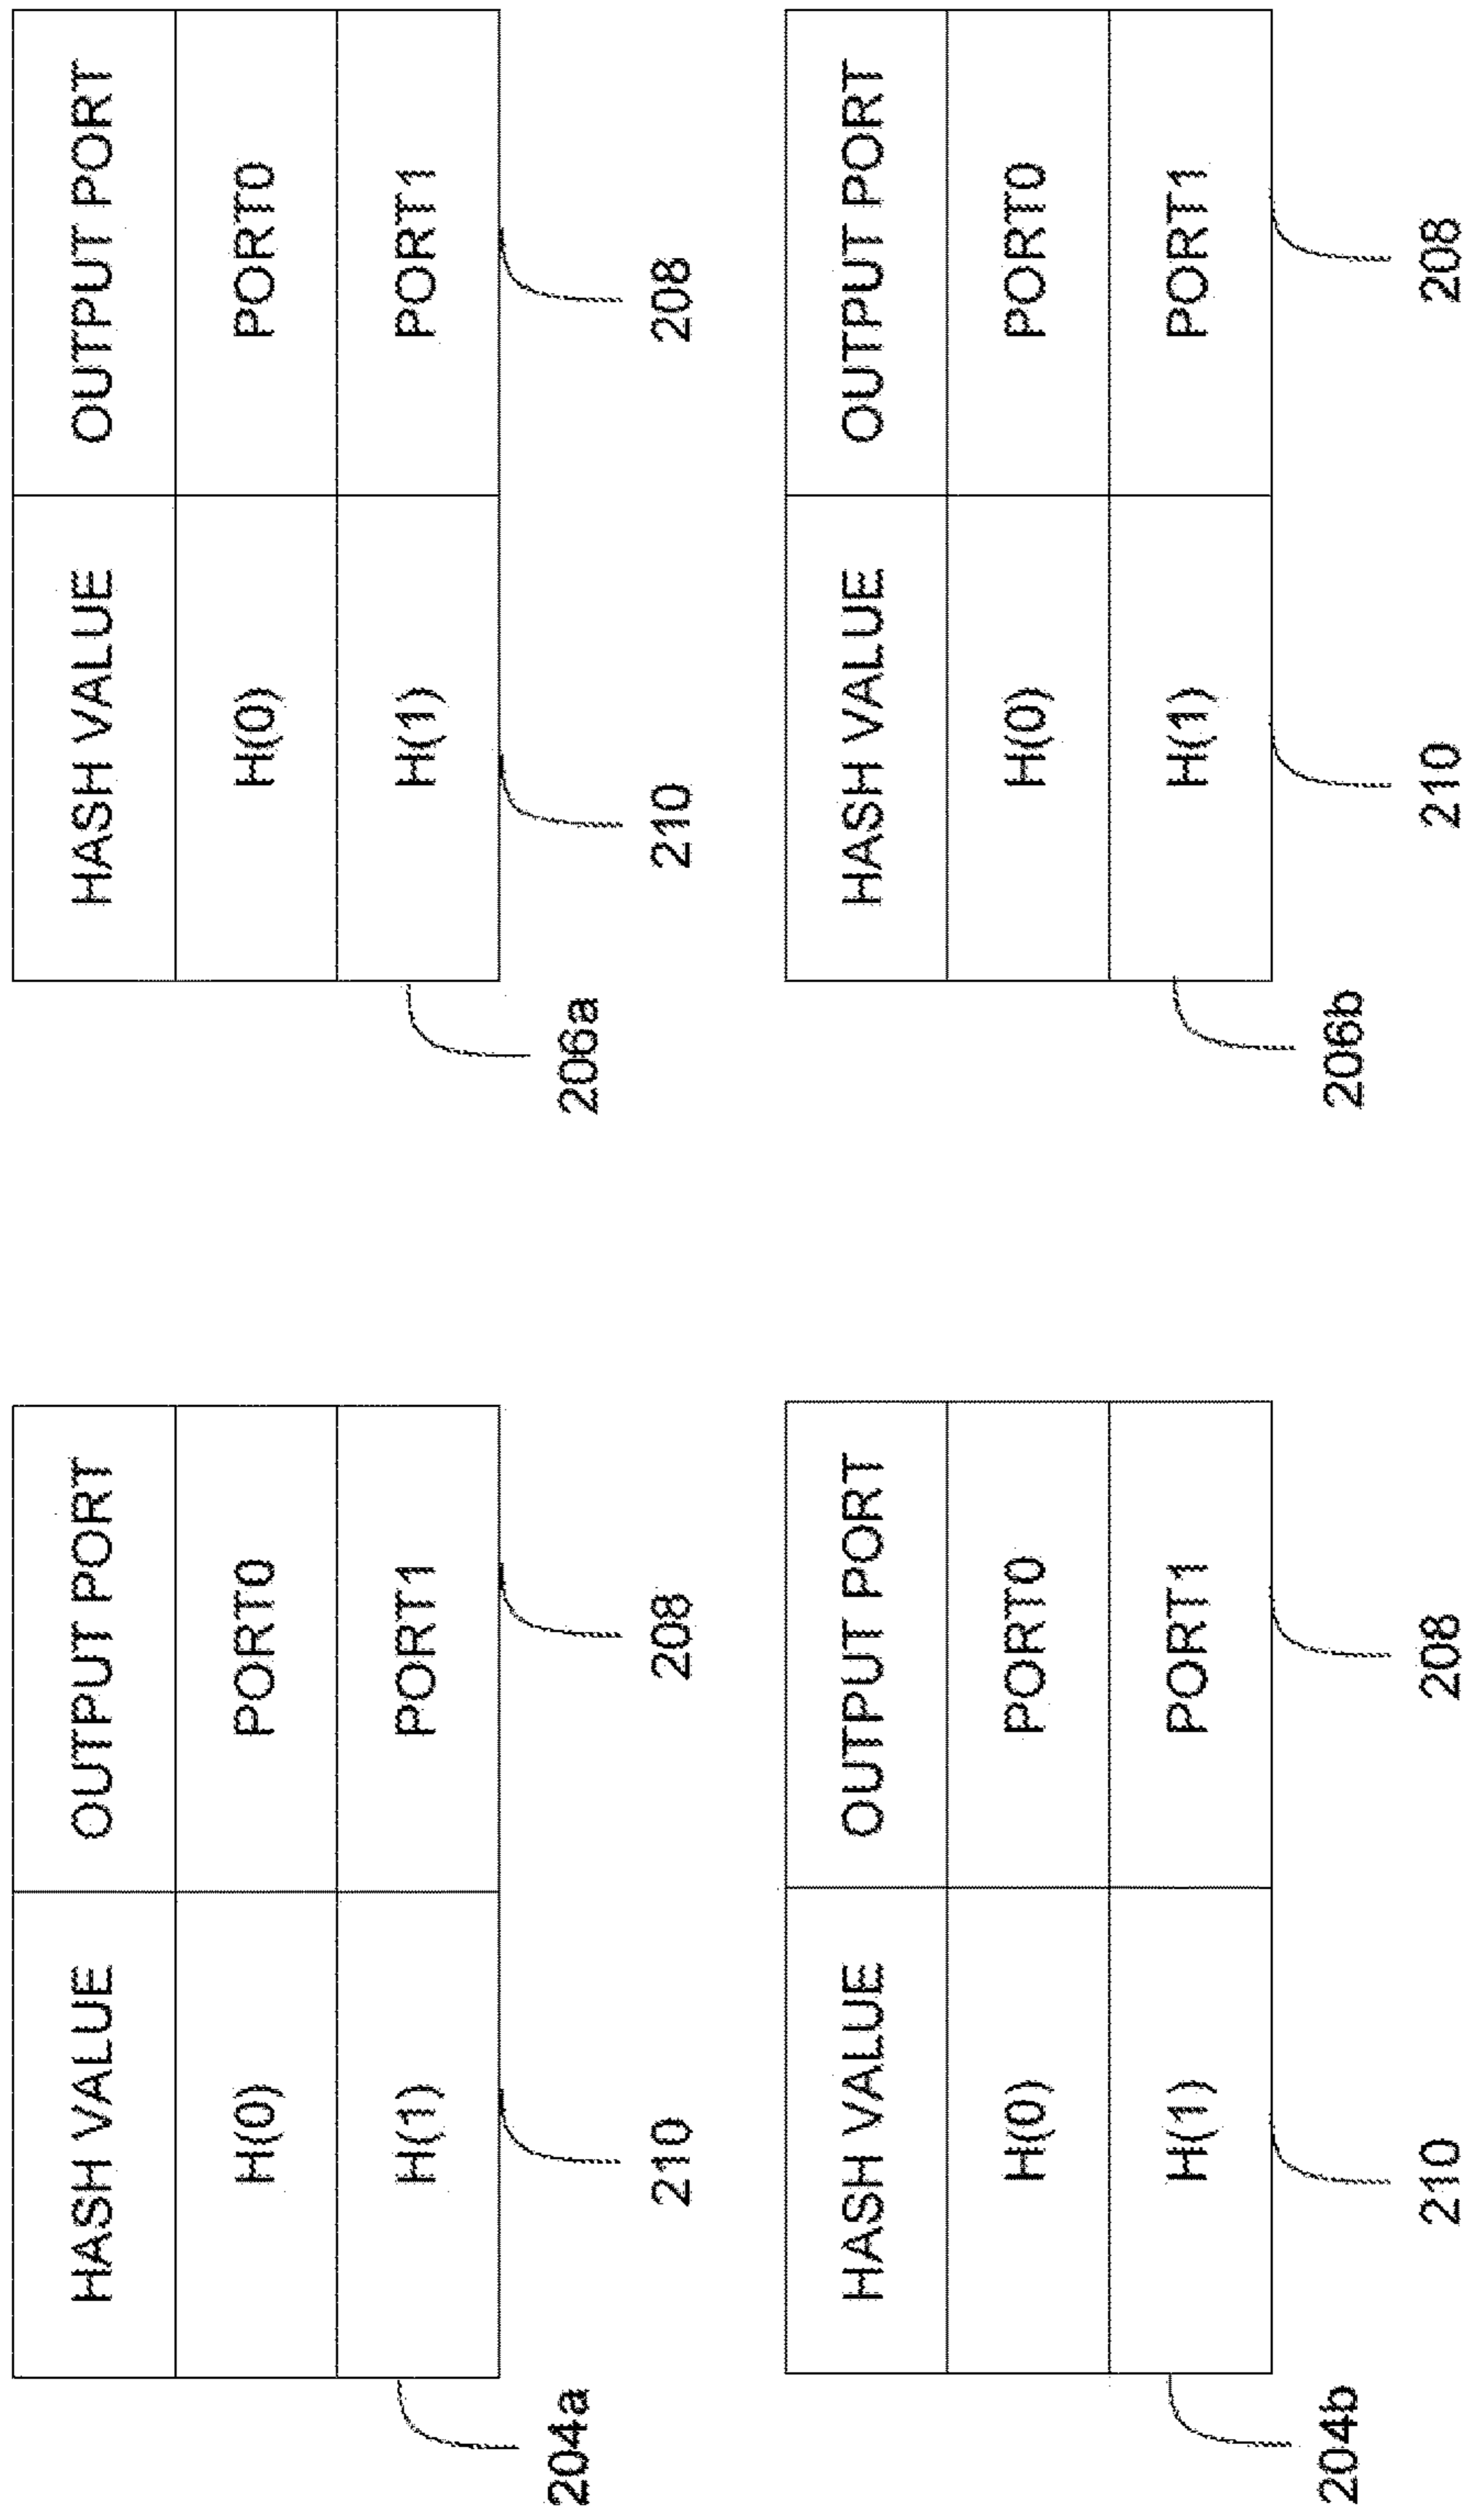 HASH VALUE OUTPUT PORT
H(0) PORT0
H(1) PORT1
204a
210 208
HASH VALUE OUTPUT PORT
H(0) PORT0
H(1) PORT1
206a
210 208
HASH VALUE OUTPUT PORT
H(0) PORT0
H(1) PORT1
204b
210 208
HASH VALUE OUTPUT PORT
H(0) PORT0
H(1) PORT1
206b
210 208